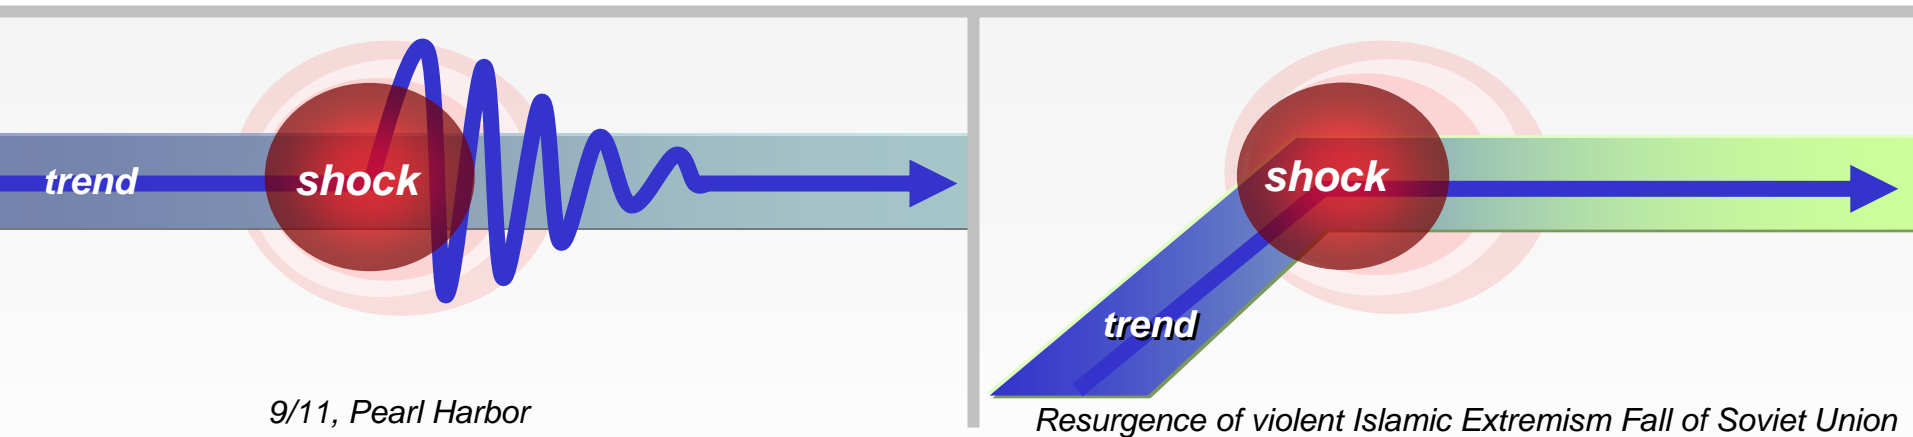 trend
shock
9/11, Pearl Harbor
shock
trend
Resurgence of violent Islamic Extremism Fall of Soviet Union